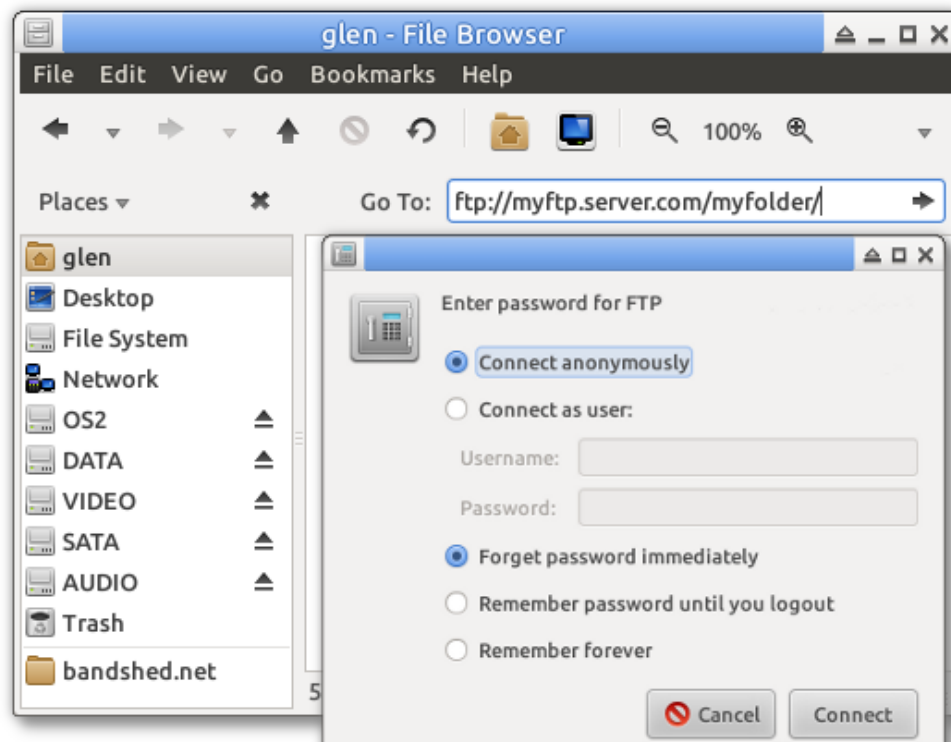 glen - File Browser
File Edit View Go Bookmarks Help
100%
Places
Go To: ftp://myftp.server.com/myfolder/
glen
Desktop
File System
Network
OS2
DATA
VIDEO
SATA
AUDIO
Trash
bandshed.net
5
Enter password for FTP
Connect anonymously
Connect as user:
Username:
Password:
Forget password immediately
Remember password until you logout
Remember forever
Cancel Connect